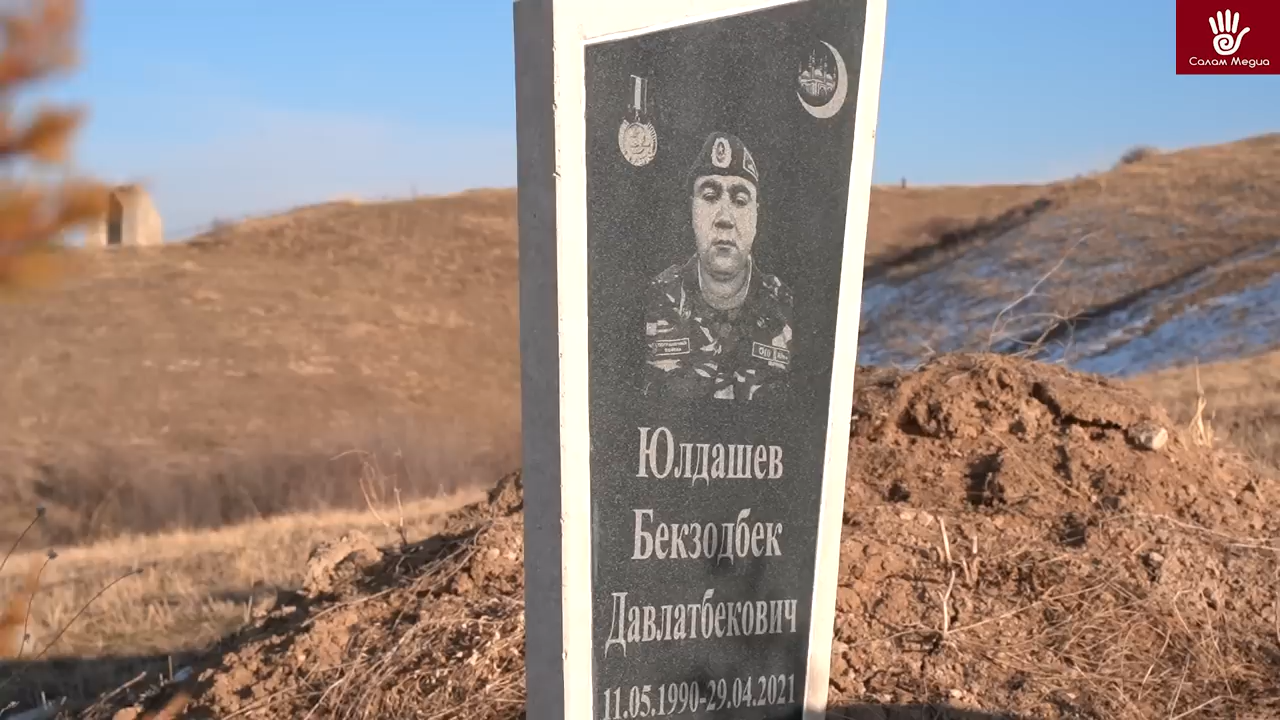 Салам Медиа
Юлдашев
Бекзодбек
Давлатбекович
11.05.1990-29.04.2021